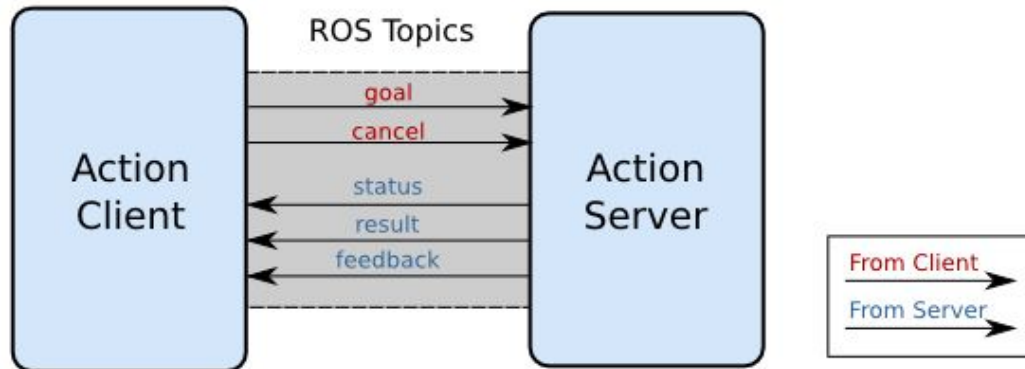 ROS Topics
Action
Client
goal
cancel
status
result
feedback
Action
Server
From Client
From Server